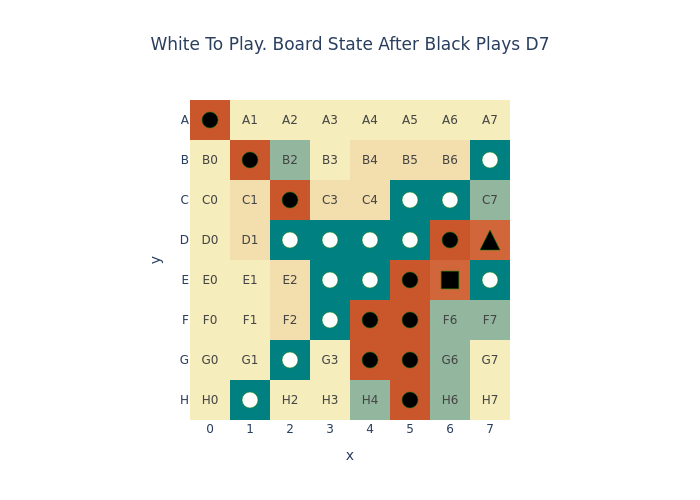 White To Play. Board State After Black Plays D7
A A1 A2 A3 A4 A5 A6 A7
B B0 B2 B3 B4 B5 B6
C C0 C1 C3 C4 C7
D D0 D1
E E0 E1 E2
F F0 F1 F2 F6 F7
G G0 G1 G3 G6 G7
H H0 H2 H3 H4 H6 H7
0 1 2 3 4 5 6 7
x
y